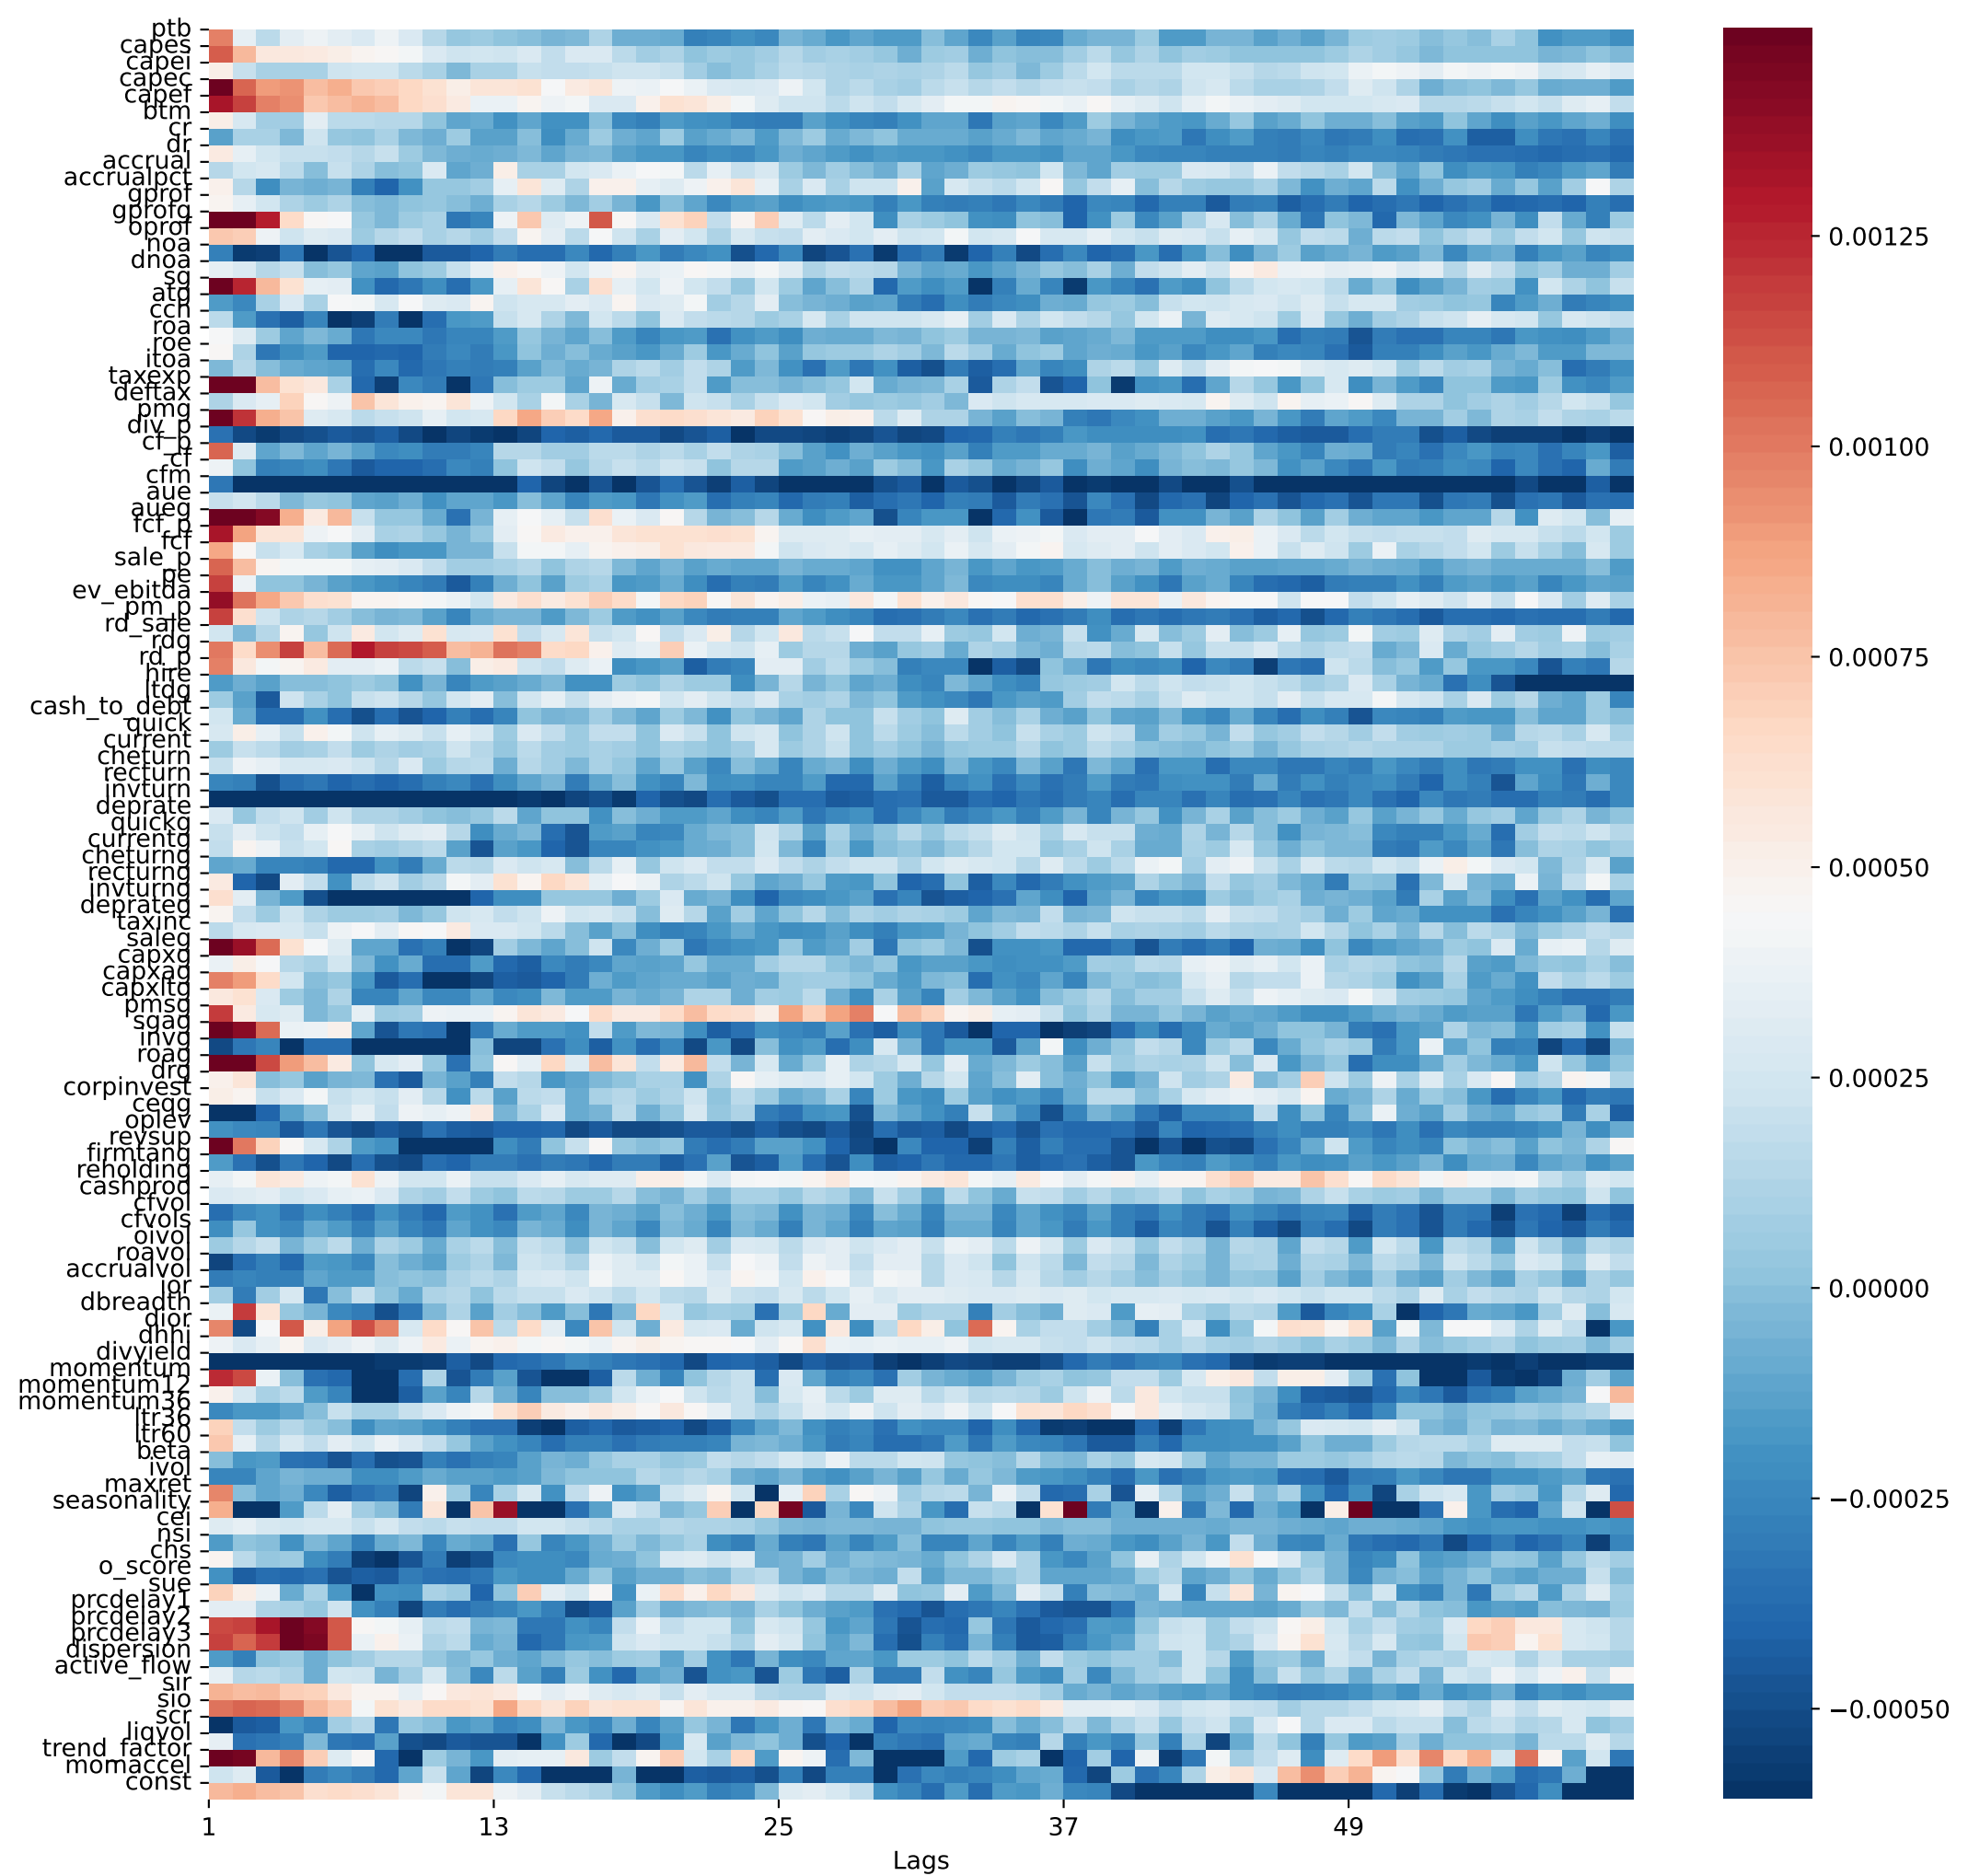 ptb
capes
capei
capec
capef
btm
cr
dr
accrual
accrualpct
gprof
gprofg
oprof
noa
dnoa
sg
atg
cch
roa
roe
itoa
taxexp
deftax
pmg
div_p
cf_p
cf
cfm
aue
aueg
fcf_p
fcf
sale_p
pe
ev_ebitda
pm_p
rd_sale
rdg
rd_p
hire
ltdg
cash_to_debt
quick
current
cheturn
recturn
invturn
deprate
quickg
currentg
cheturng
recturng
invturng
deprateg
taxinc
saleg
capxg
capxag
capxltg
pmsg
sgag
invg
roag
drg
corpinvest
ceqg
oplev
revsup
firmtang
reholding
cashprod
cfvol
cfvols
oivol
roavol
accrualvol
ior
dbreadth
dior
dhhi
divyield
momentum
momentum12
momentum36
ltr36
ltr60
beta
ivol
maxret
seasonality
cei
nsi
chs
o_score
sue
prcdelay1
prcdelay2
prcdelay3
dispersion
active_flow
sir
sio
scr
liqvol
trend_factor
momaccel
const
1 13 25 37 49
Lags
0.00125
0.00100
0.00075
0.00050
0.00025
0.00000
−0.00025
−0.00050